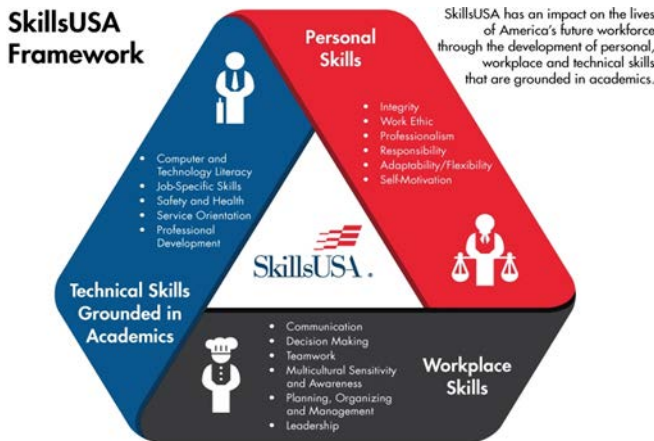 SkillsUSA
Framework
SkillsUSA has an impact on the lives
of America's future workforce
through the development of personal,
workplace and technical skills
that are grounded in academics.
Personal
Skills
• Integrity
• Work Ethic
• Professionalism
• Responsibility
• Adaptability/Flexibility
• Self-Motivation
• Computer and
Technology Literacy
• Job-Specific Skills
• Safety and Health
• Service Orientation
• Professional
Development
Technical Skills
Grounded in
Academics
SkillsUSA.
• Communication
• Decision Making
• Teamwork
• Multicultural Sensitivity
and Awareness
• Planning, Organizing
and Management
• Leadership
Workplace
Skills